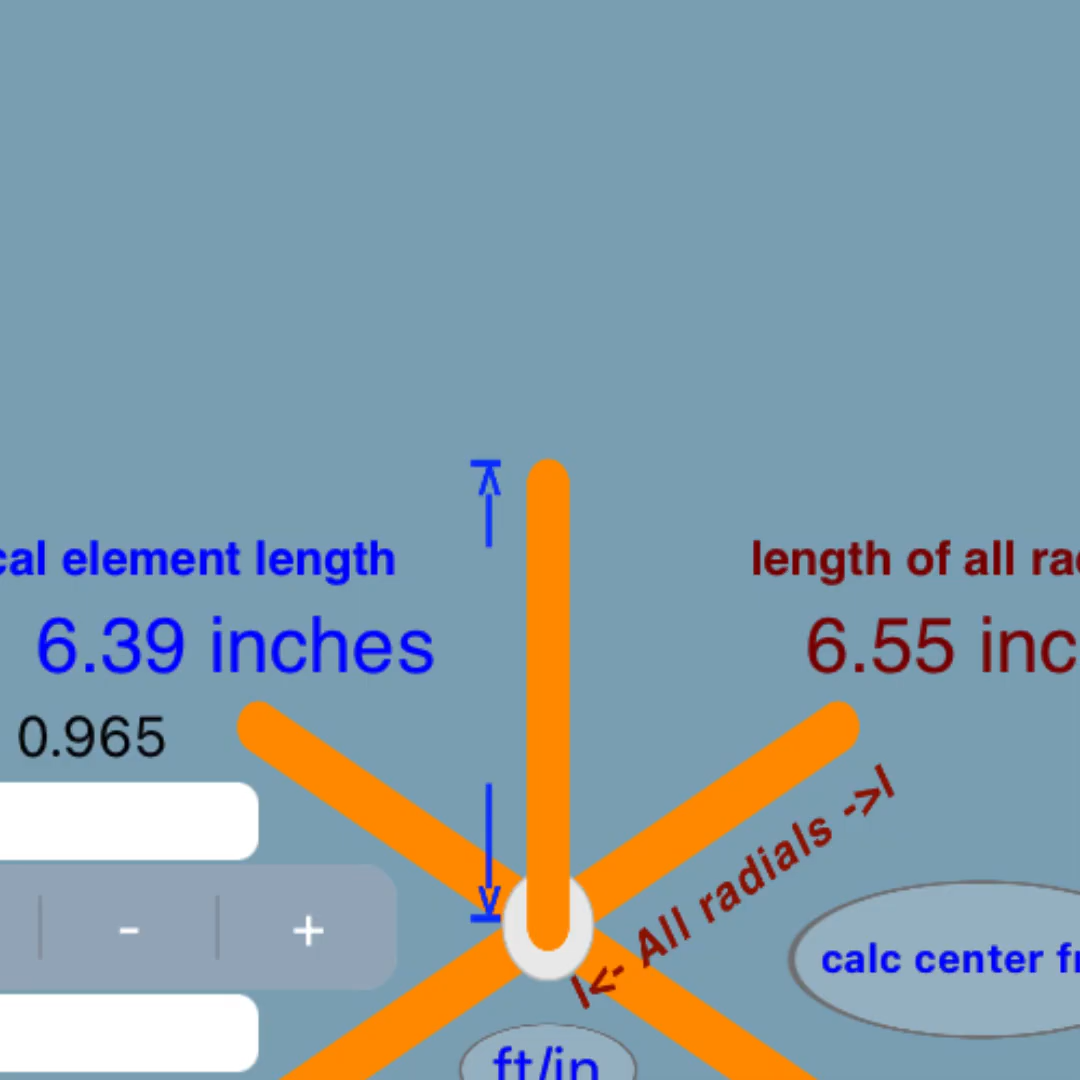 cal element length
length of all rad
6.39 inches
6.55 inc
0.965
|<- All radials ->|
- +
calc center fr
ft/in